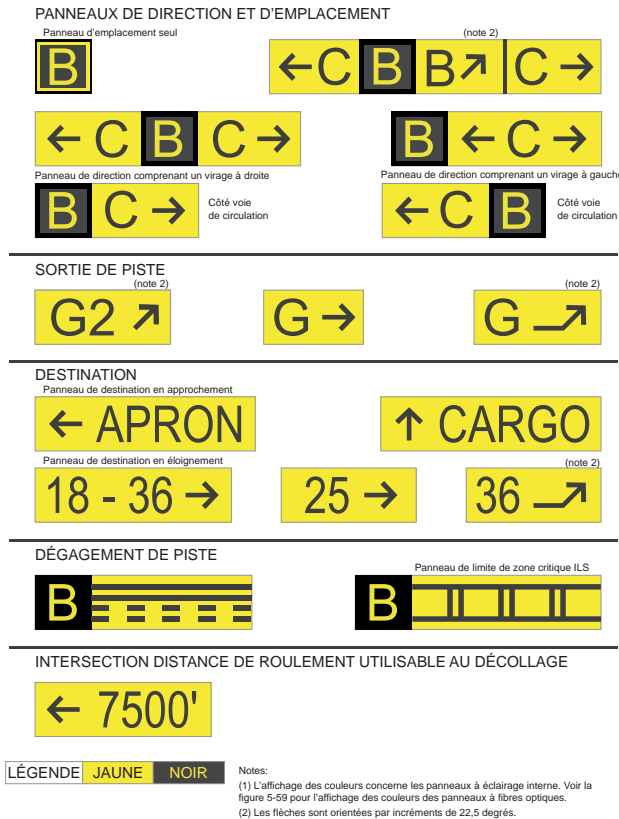 PANNEAUX DE DIRECTION ET D'EMPLACEMENT
Panneau d'emplacement seul
(note 2)
B
←C B B↗ C →
← C B C →
B ← C →
Panneau de direction comprenant un virage à droite
Panneau de direction comprenant un virage à gauche
B C →
Côté voie
de circulation
← C B
Côté voie
de circulation
SORTIE DE PISTE
(note 2)
(note 2)
G2 ↗
G →
G
DESTINATION
Panneau de destination en approchement
← APRON
↑ CARGO
Panneau de destination en éloignement
(note 2)
18 - 36 →
25 →
36
DÉGAGEMENT DE PISTE
Panneau de limite de zone critique ILS
B
B
INTERSECTION DISTANCE DE ROULEMENT UTILISABLE AU DÉCOLLAGE
← 7500'
LÉGENDE JAUNE NOIR
Notes:
(1) L'affichage des couleurs concerne les panneaux à éclairage interne. Voir la
figure 5-59 pour l'affichage des couleurs des panneaux à fibres optiques.
(2) Les flèches sont orientées par incréments de 22,5 degrés.